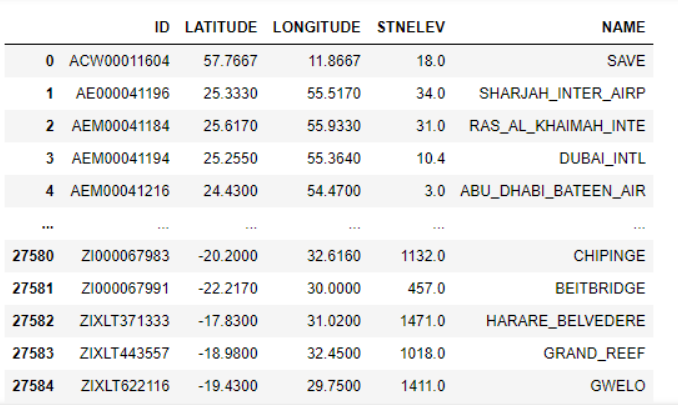 ID LATITUDE LONGITUDE STNELEV NAME
0 ACW00011604 57.7667 11.8667 18.0 SAVE
1 AE000041196 25.3330 55.5170 34.0 SHARJAH_INTER_AIRP
2 AEM00041184 25.6170 55.9330 31.0 RAS_AL_KHAIMAH_INTE
3 AEM00041194 25.2550 55.3640 10.4 DUBAI_INTL
4 AEM00041216 24.4300 54.4700 3.0 ABU_DHABI_BATEEN_AIR
... ... ... ... ... ...
27580 ZI000067983 -20.2000 32.6160 1132.0 CHIPINGE
27581 ZI000067991 -22.2170 30.0000 457.0 BEITBRIDGE
27582 ZIXLT371333 -17.8300 31.0200 1471.0 HARARE_BELVEDERE
27583 ZIXLT443557 -18.9800 32.4500 1018.0 GRAND_REEF
27584 ZIXLT622116 -19.4300 29.7500 1411.0 GWELO